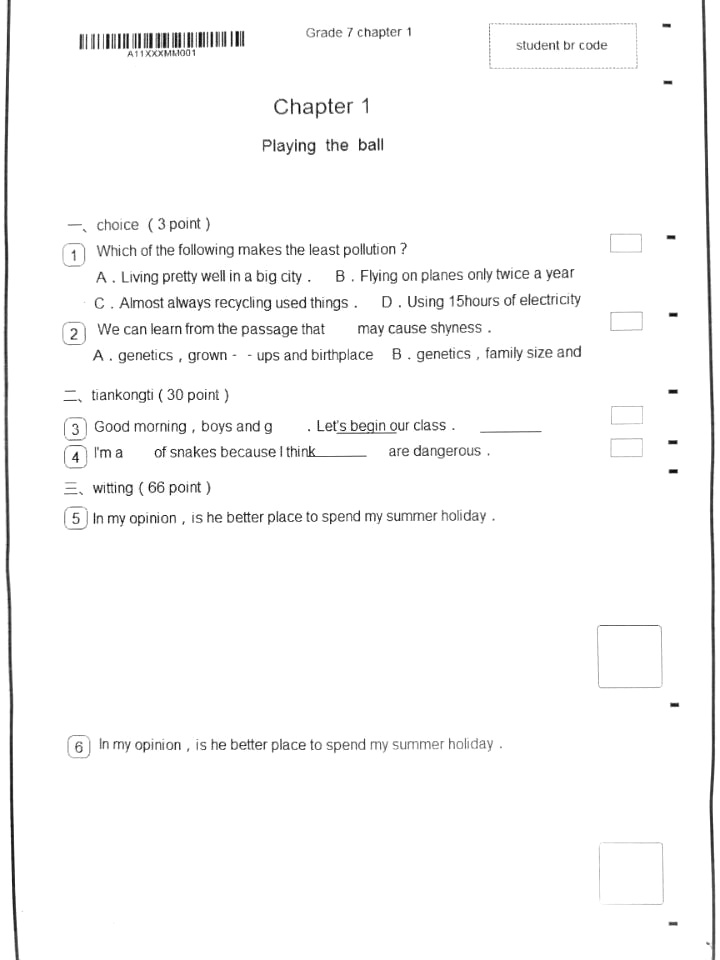 Grade 7 chapter 1
A11XXXMM001
student br code
Chapter 1
Playing the ball
一、choice ( 3 point )
1 Which of the following makes the least pollution ?
A . Living pretty well in a big city . B . Flying on planes only twice a year
C . Almost always recycling used things . D . Using 15hours of electricity
2 We can learn from the passage that may cause shyness .
A . genetics , grown - - ups and birthplace B . genetics , family size and
二、tiankongti ( 30 point )
3 Good morning , boys and g . Let's begin our class . ______
4 I'm a of snakes because I think______ are dangerous .
三、witting ( 66 point )
5 In my opinion , is he better place to spend my summer holiday .
6 In my opinion , is he better place to spend my summer holiday .